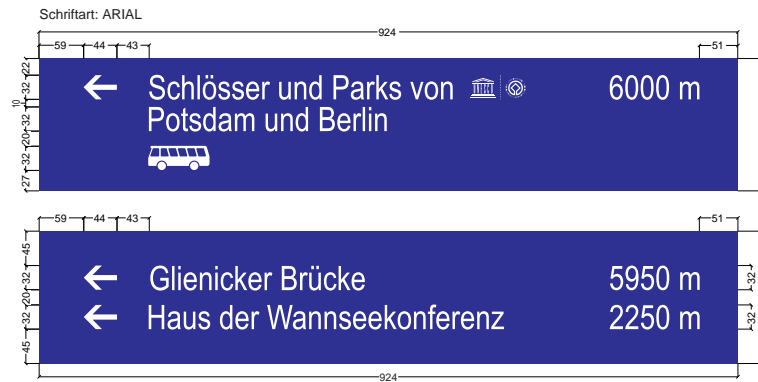 Schriftart: ARIAL
924
59 44 43 51
22
32
10
32
20
32
27
Schlösser und Parks von UNESCO 6000 m
Potsdam und Berlin
59 44 43 51
45
32
20
32
45
Glienicker Brücke 5950 m 32
Haus der Wannseekonferenz 2250 m 32
924